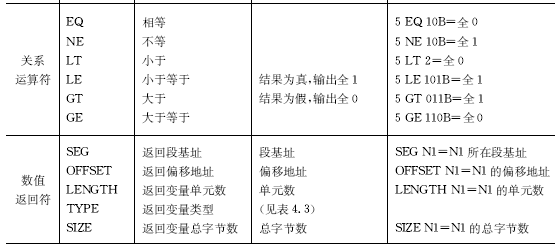 关系运算符 EQ 相等 5 EQ 10B=全0
NE 不等 5 NE 10B=全1
LT 小于 5 LT 2=全0
LE 小于等于 结果为真,输出全1 5 LE 101B=全1
GT 大于 结果为假,输出全0 5 GT 011B=全1
GE 大于等于 5 GE 110B=全0
数值返回符 SEG 返回段基址 段基址 SEG N1=N1所在段基址
OFFSET 返回偏移地址 偏移地址 OFFSET N1=N1的偏移地址
LENGTH 返回变量单元数 单元数 LENGTH N1=N1的单元数
TYPE 返回变量类型 (见表4.3)
SIZE 返回变量总字节数 总字节数 SIZE N1=N1的总字节数